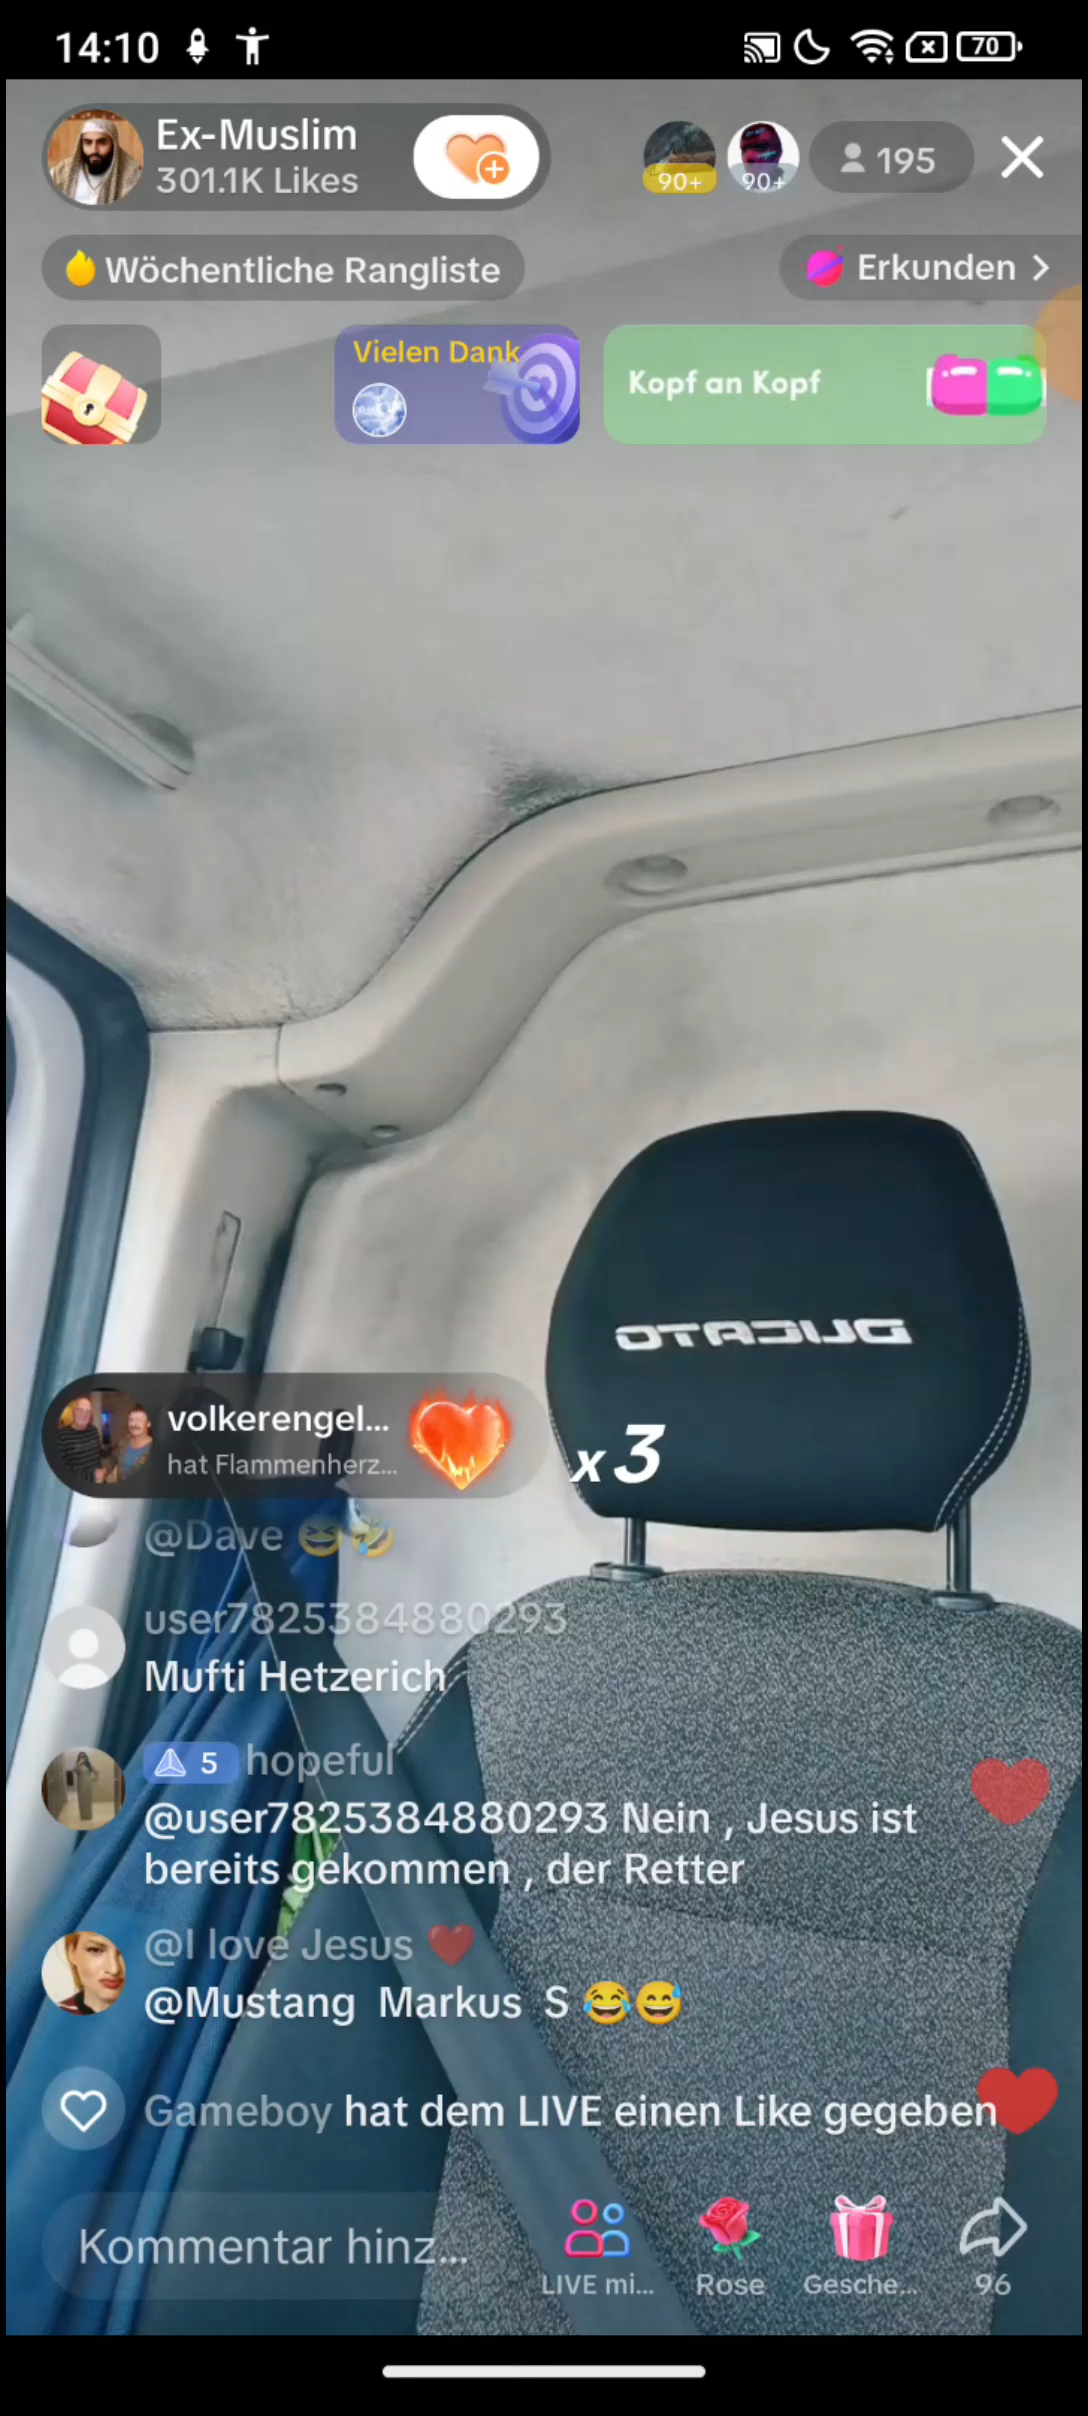 14:10
70
Ex-Muslim
301.1K Likes
90+
90+
195
Wöchentliche Rangliste
Erkunden >
Vielen Dank
Kopf an Kopf
DUCATO
volkerengel...
hat Flammenherz...
x3
@Dave 😆🤣
user7825384880293
Mufti Hetzerich
5 hopeful
@user7825384880293 Nein , Jesus ist
bereits gekommen , der Retter
@I love Jesus ❤️
@Mustang Markus S 😂😅
Gameboy hat dem LIVE einen Like gegeben
Kommentar hinz...
LIVE mi...
Rose
Gesche...
96